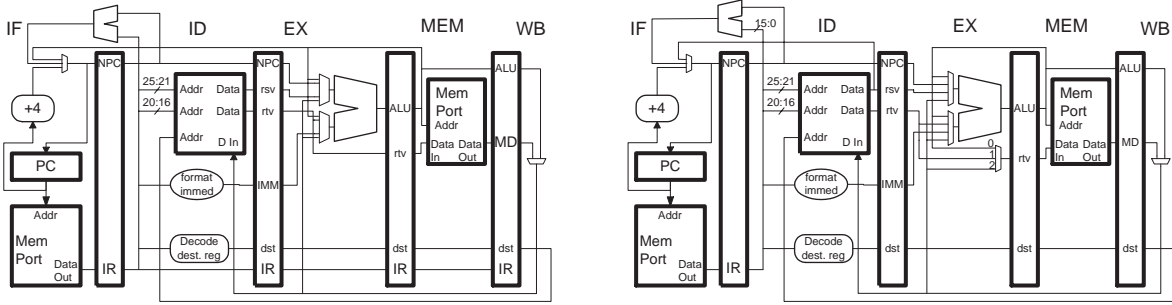 IF
ID
EX
MEM
WB
NPC
NPC
ALU
25:21
Addr
Data
rsv
20:16
Addr
Data
rtv
+4
Mem
Port
ALU
Addr
Addr
D In
Data
In
Data
Out
MD
rtv
PC
format
immed
IMM
Addr
Mem
Port
Decode
dest. reg
dst
dst
dst
Data
Out
IR
IR
IR
IR
IF
15:0
ID
EX
MEM
WB
NPC
NPC
ALU
25:21
Addr
Data
rsv
20:16
Addr
Data
rtv
+4
Mem
Port
ALU
Addr
Addr
D In
0
1
2
Data
In
Data
Out
MD
rtv
PC
format
immed
IMM
Addr
Mem
Port
Decode
dest. reg
dst
dst
dst
Data
Out
IR